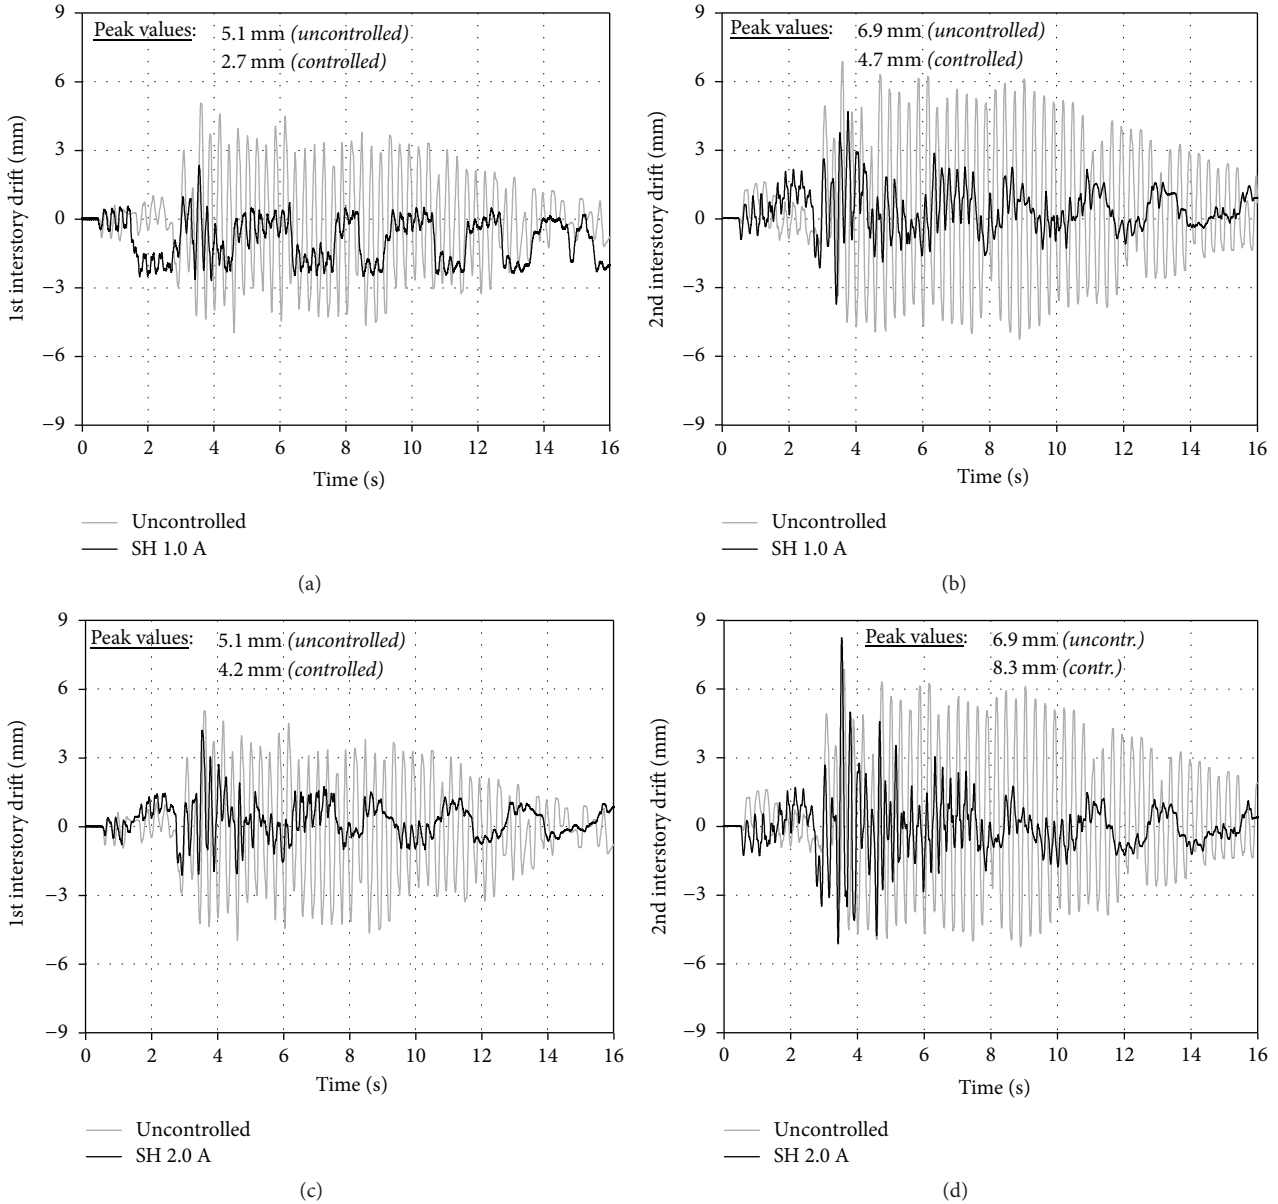 9
6
3
0
−3
−6
−9
1st interstory drift (mm)
Peak values: 5.1 mm (uncontrolled)
2.7 mm (controlled)
0 2 4 6 8 10 12 14 16
Time (s)
Uncontrolled
SH 1.0 A
(a)
9
6
3
0
−3
−6
−9
2nd interstory drift (mm)
Peak values: 6.9 mm (uncontrolled)
4.7 mm (controlled)
0 2 4 6 8 10 12 14 16
Time (s)
Uncontrolled
SH 1.0 A
(b)
9
6
3
0
−3
−6
−9
1st interstory drift (mm)
Peak values: 5.1 mm (uncontrolled)
4.2 mm (controlled)
0 2 4 6 8 10 12 14 16
Time (s)
Uncontrolled
SH 2.0 A
(c)
9
6
3
0
−3
−6
−9
2nd interstory drift (mm)
Peak values: 6.9 mm (uncontr.)
8.3 mm (contr.)
0 2 4 6 8 10 12 14 16
Time (s)
Uncontrolled
SH 2.0 A
(d)